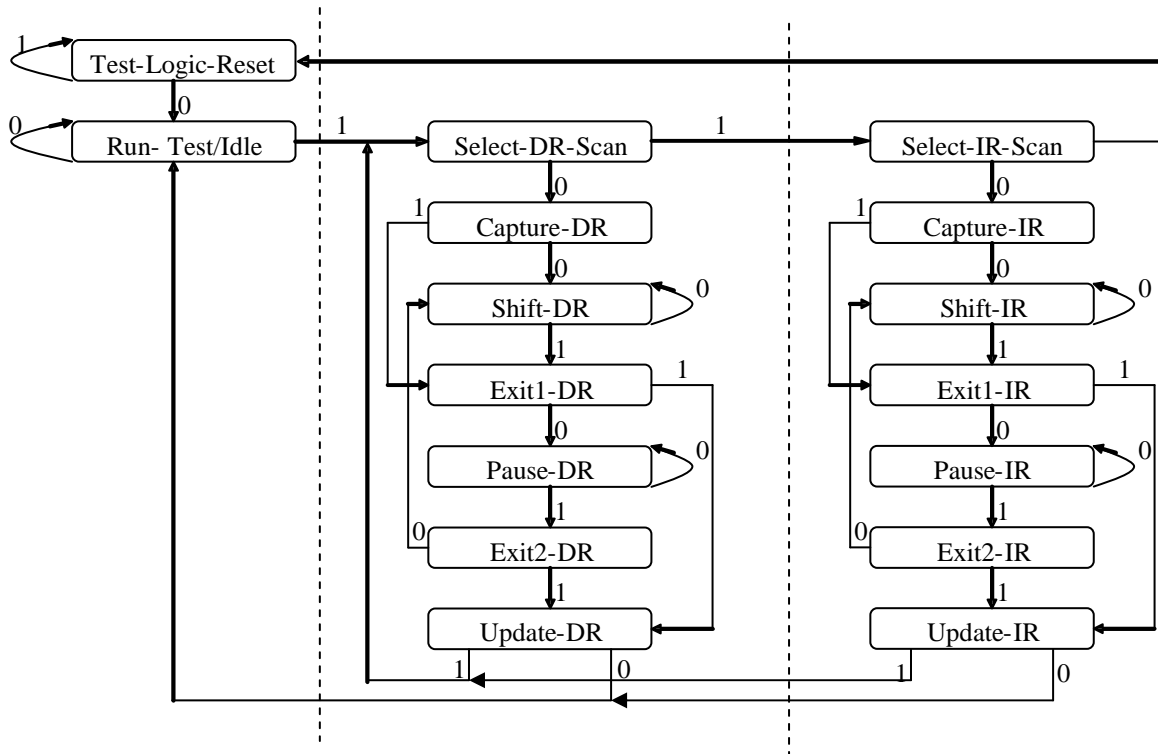 1
Test-Logic-Reset
0
0
Run- Test/Idle
1
Select-DR-Scan
1
Select-IR-Scan
0
0
1
Capture-DR
1
Capture-IR
0
0
Shift-DR
0
Shift-IR
0
1
1
Exit1-DR
1
Exit1-IR
1
0
0
Pause-DR
0
Pause-IR
0
1
1
0
Exit2-DR
0
Exit2-IR
1
1
Update-DR
Update-IR
1
0
1
0